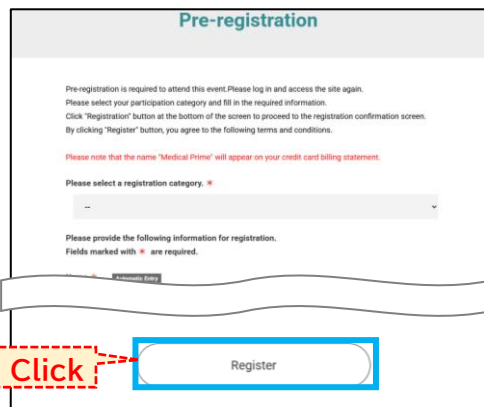 Pre-registration
Pre-registration is required to attend this event.Please log in and access the site again.
Please select your participation category and fill in the required information.
Click "Registration" button at the bottom of the screen to proceed to the registration confirmation screen.
By clicking "Register" button, you agree to the following terms and conditions.
Please note that the name "Medical Prime" will appear on your credit card billing statement.
Please select a registration category. *
--
Please provide the following information for registration.
Fields marked with * are required.
Automatic Entry
Click
Register